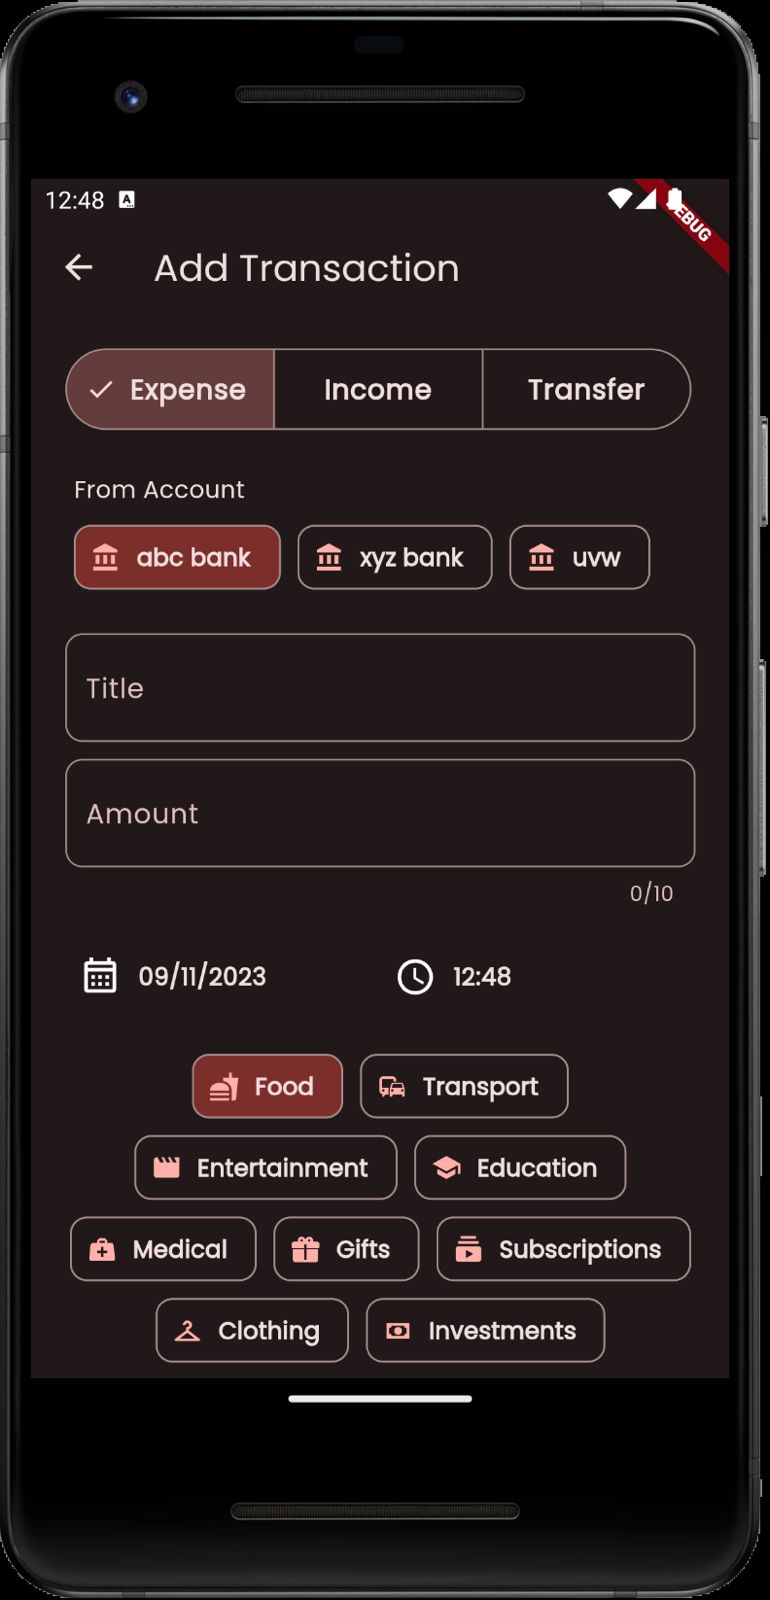 12:48 A
DEBUG
Add Transaction
Expense Income Transfer
From Account
abc bank xyz bank uvw
Title
Amount
0/10
09/11/2023 12:48
Food Transport
Entertainment Education
Medical Gifts Subscriptions
Clothing Investments